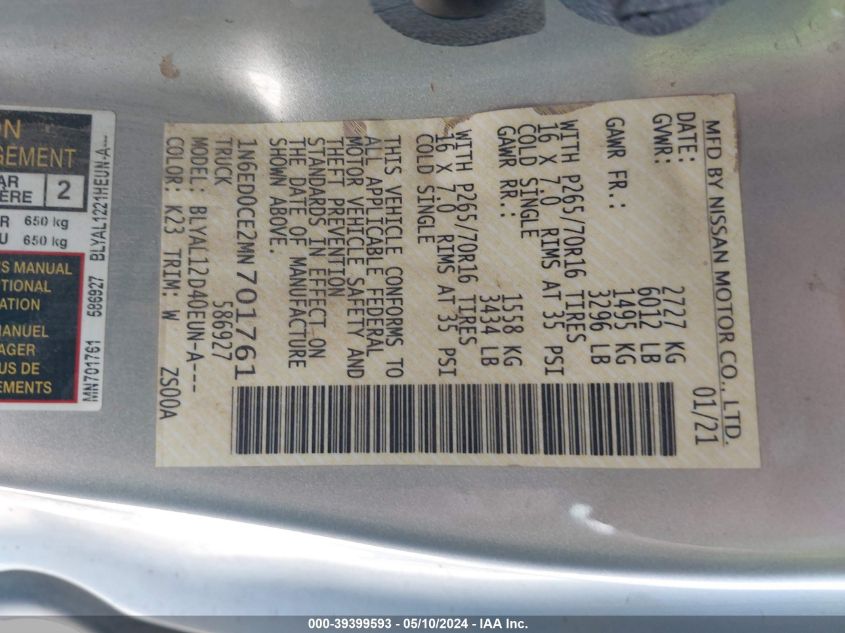 MFD BY NISSAN MOTOR CO., LTD.
DATE: 01/21
GVWR: 2727 KG
6012 LB
GAWR FR.: 1495 KG
3296 LB
WITH P265/70R16 TIRES
16 X 7.0 RIMS AT 35 PSI
COLD SINGLE
GAWR RR.: 1558 KG
3434 LB
WITH P265/70R16 TIRES
16 X 7.0 RIMS AT 35 PSI
COLD SINGLE
THIS VEHICLE CONFORMS TO
ALL APPLICABLE FEDERAL
MOTOR VEHICLE SAFETY AND
THEFT PREVENTION
STANDARDS IN EFFECT ON
THE DATE OF MANUFACTURE
SHOWN ABOVE.
1N6ED0CE2MN701761
TRUCK 586927
MODEL: BLYAL12D40EUN-A---
COLOR: K23 TRIM: W ZS00A
ON
GEMENT
AR
ÈRE 2
R 650 kg
U 650 kg
'S MANUAL
TIONAL
ATION
MANUEL
AGER
US DE
EMENTS
MN701761 586927 BLYAL1221HEUN-A---
000-39399593 - 05/10/2024 - IAA Inc.